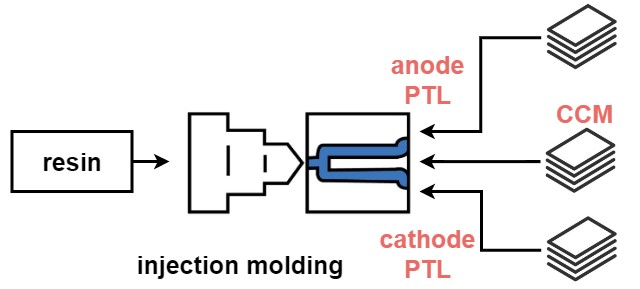 anode
PTL
CCM
resin
cathode
PTL
injection molding